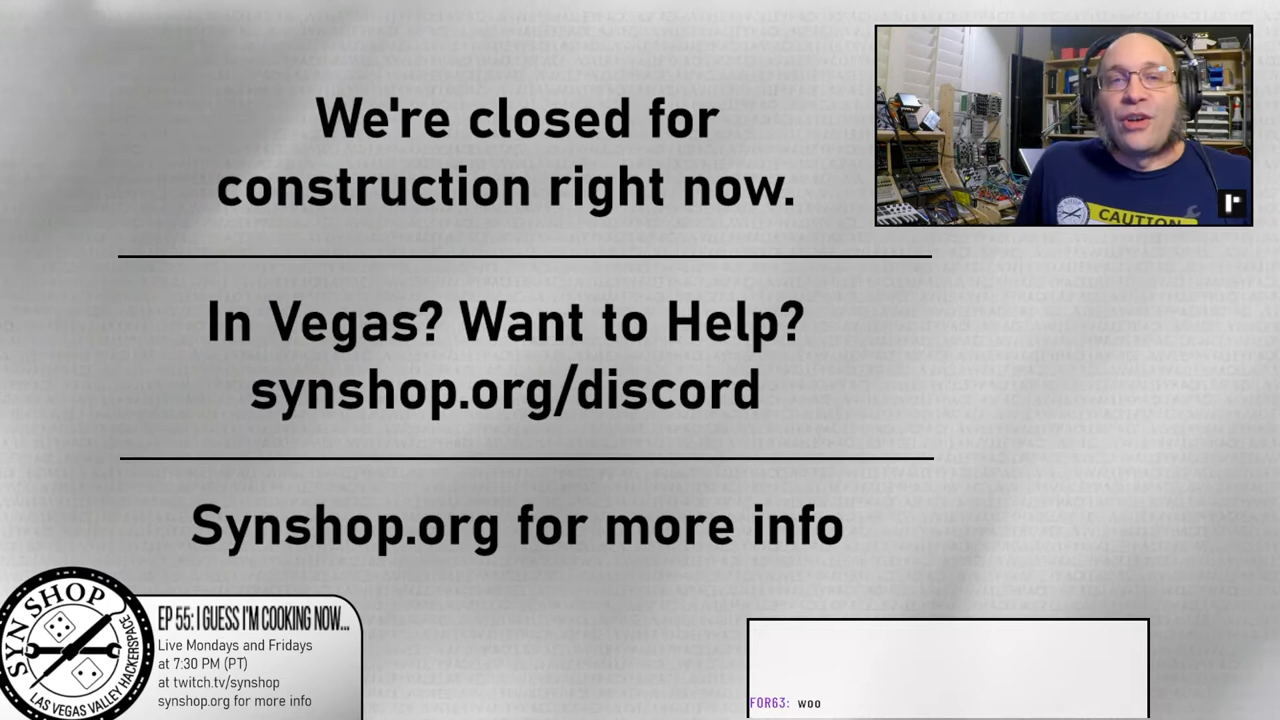 We're closed for
construction right now.
In Vegas? Want to Help?
synshop.org/discord
Synshop.org for more info
CAUTION
SYN SHOP
LAS VEGAS VALLEY HACKERSPACE
EP 55: I GUESS I'M COOKING NOW...
Live Mondays and Fridays
at 7:30 PM (PT)
at twitch.tv/synshop
synshop.org for more info
FOR63: woo